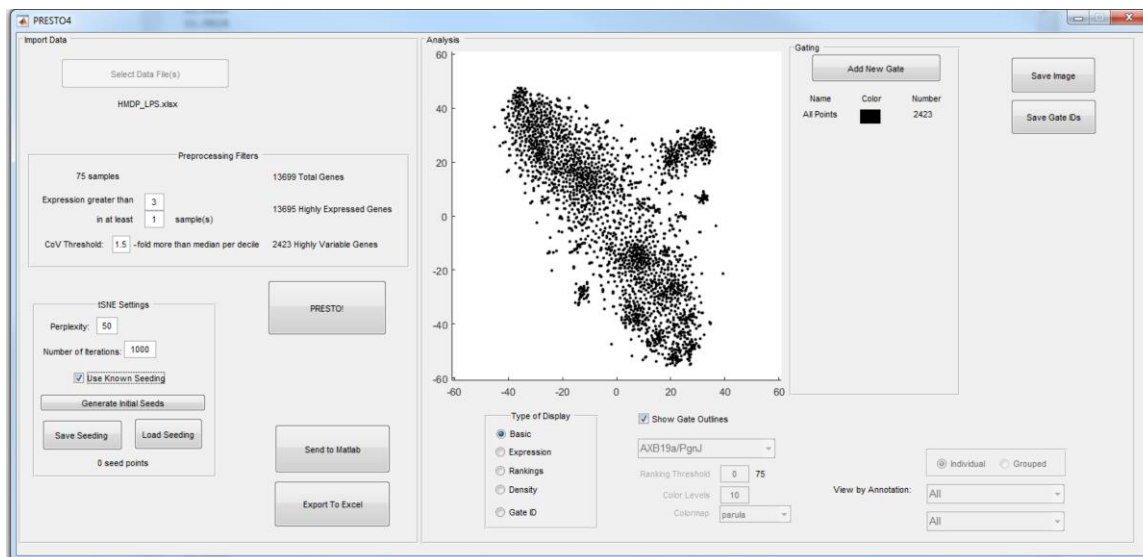 PRESTO4
Import Data
Select Data File(s)
HMDP_LPS.xlsx
Preprocessing Filters
75 samples
13699 Total Genes
Expression greater than 3
in at least 1 sample(s)
13695 Highly Expressed Genes
CoV Threshold: 1.5 -fold more than median per decile
2423 Highly Variable Genes
tSNE Settings
Perplexity: 50
Number of Iterations: 1000
Use Known Seeding
Generate Initial Seeds
Save Seeding
Load Seeding
0 seed points
PRESTO!
Send to Matlab
Export To Excel
Analysis
60
40
20
0
-20
-40
-60
-60 -40 -20 0 20 40 60
Gating
Add New Gate
Name Color Number
All Points 2423
Save Image
Save Gate IDs
Type of Display
Basic
Expression
Rankings
Density
Gate ID
Show Gate Outlines
AXB19a/PgnJ
Ranking Threshold 0 75
Color Levels 10
Colormap parula
View by Annotation:
Individual Grouped
All
All